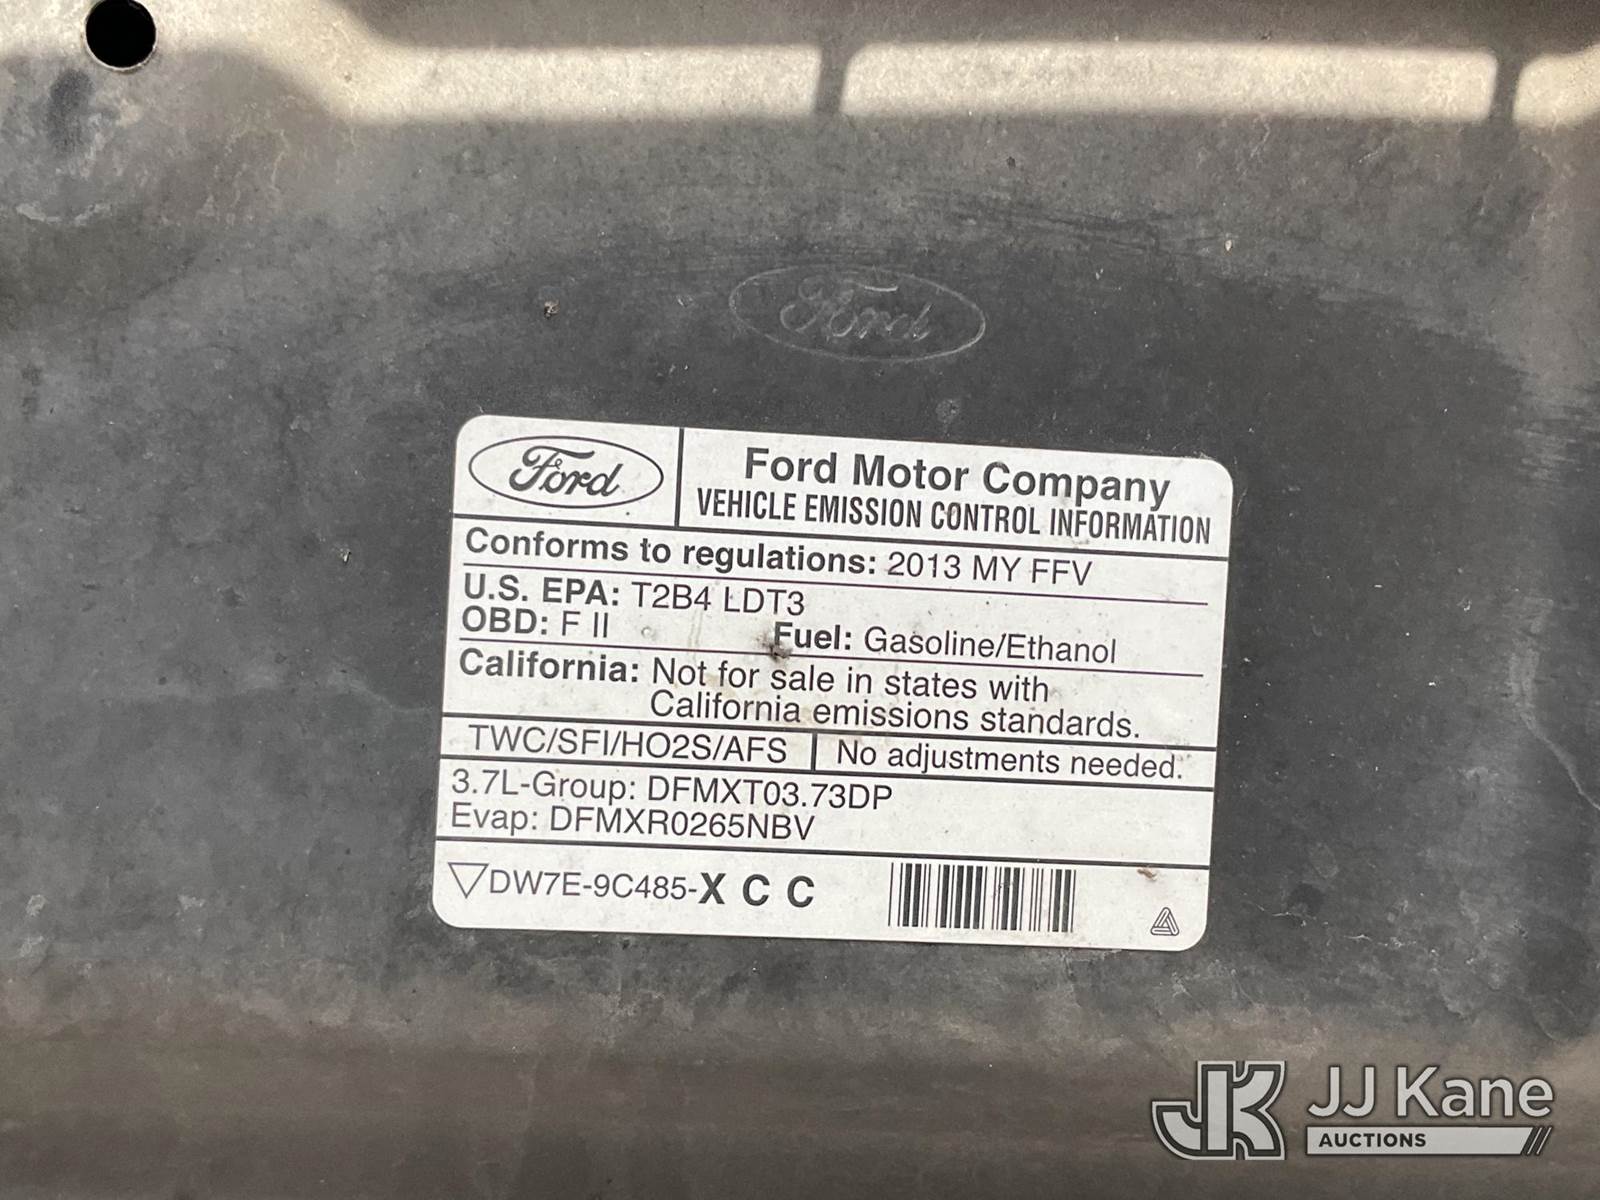 Ford
Ford
Ford Motor Company
VEHICLE EMISSION CONTROL INFORMATION
Conforms to regulations: 2013 MY FFV
U.S. EPA: T2B4 LDT3
OBD: F II Fuel: Gasoline/Ethanol
California: Not for sale in states with
California emissions standards.
TWC/SFI/HO2S/AFS No adjustments needed.
3.7L-Group: DFMXT03.73DP
Evap: DFMXR0265NBV
DW7E-9C485-X C C
JK JJ Kane
AUCTIONS